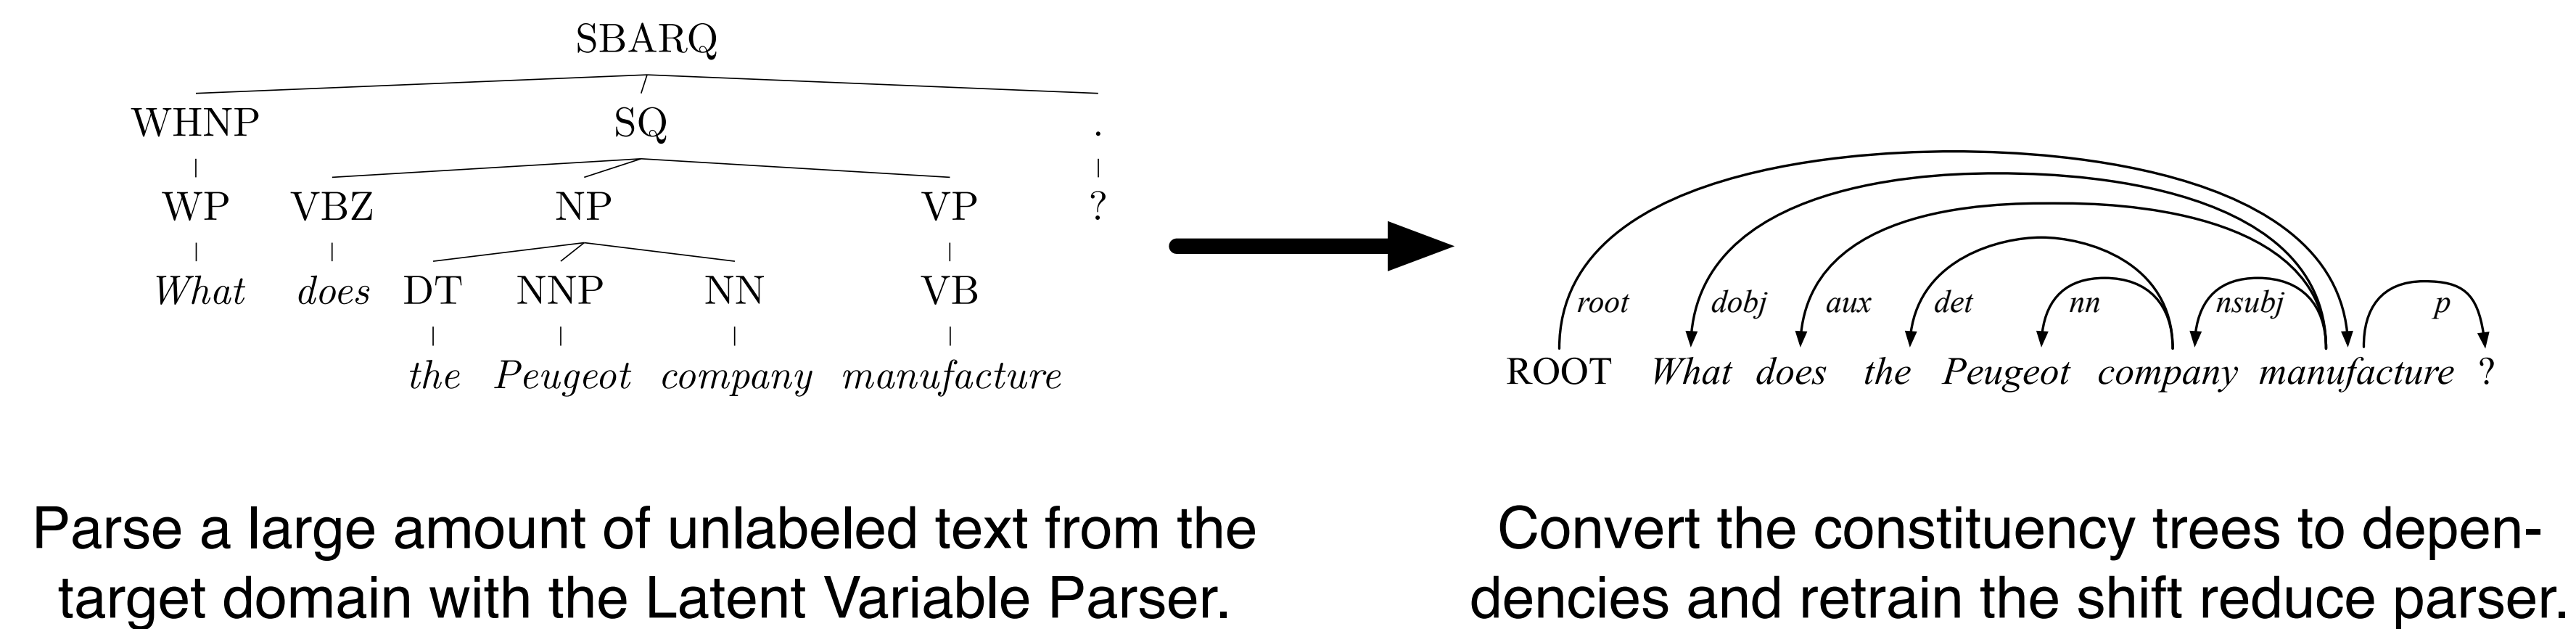 SBARQ
WHNP SQ .
WP VBZ NP VP ?
What does DT NNP NN VB
the Peugeot company manufacture
root dobj aux det nn nsubj p
ROOT What does the Peugeot company manufacture ?
Parse a large amount of unlabeled text from the
target domain with the Latent Variable Parser.
Convert the constituency trees to depen-
dencies and retrain the shift reduce parser.